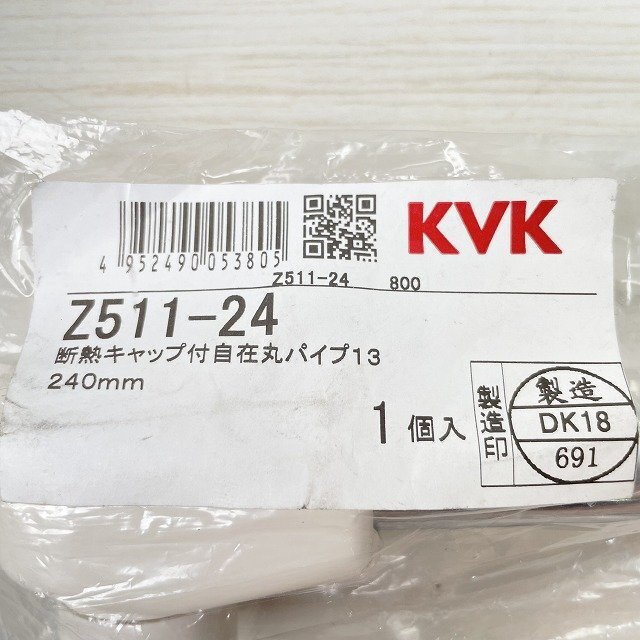 KVK
4 952490 053805
Z511-24 800
Z511-24
断熱キャップ付自在丸パイプ13
240mm
1個入
製造印
製造
DK18
691